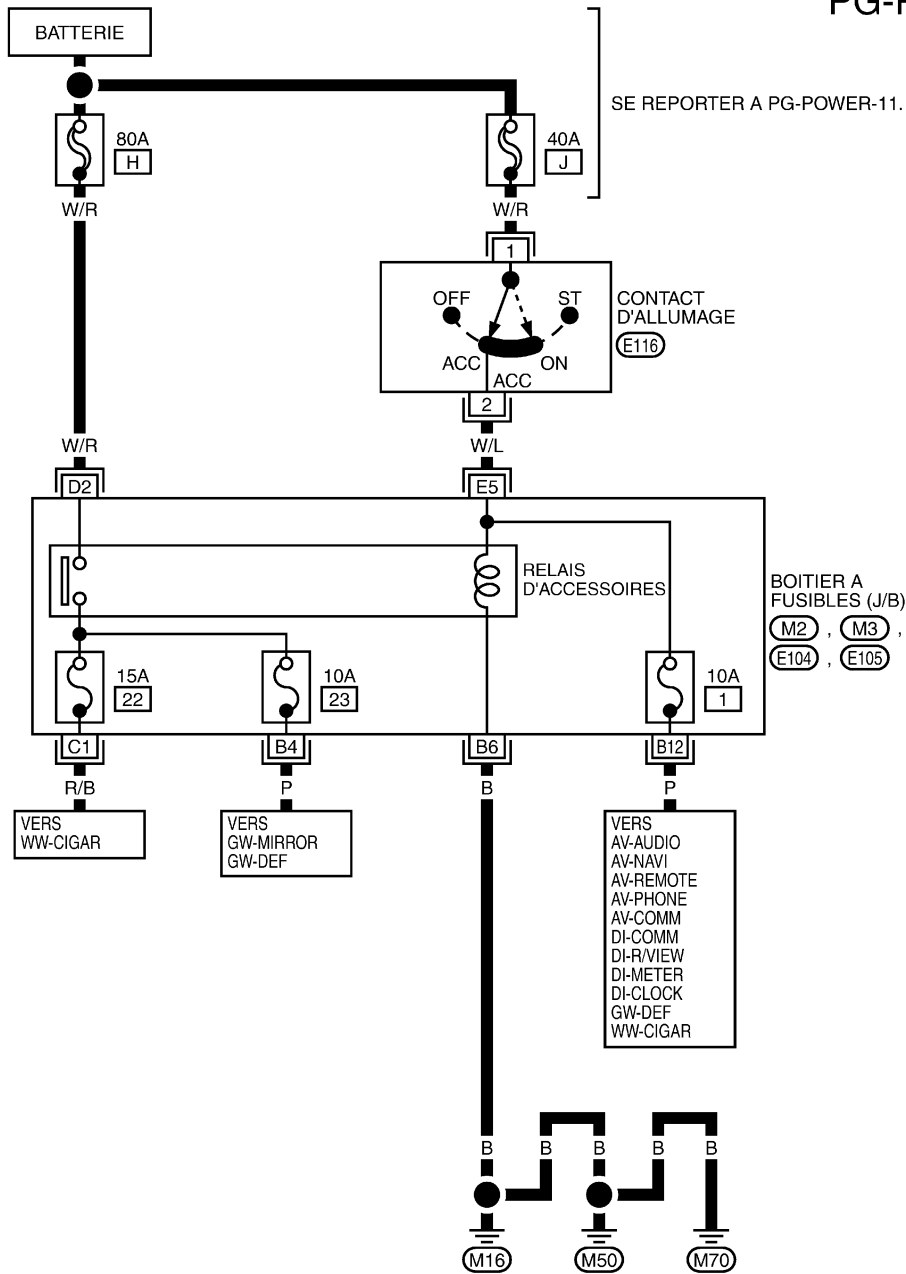 BATTERIE
SE REPORTER A PG-POWER-11.
80A
H
40A
J
W/R
W/R
1
OFF
ST
ACC
ON
ACC
CONTACT
D'ALLUMAGE
E116
2
W/R
W/L
D2
E5
RELAIS
D'ACCESSOIRES
BOITIER A
FUSIBLES (J/B)
M2 , M3 ,
E104 , E105
15A
22
10A
23
10A
1
C1
B4
B6
B12
R/B
P
B
P
VERS
WW-CIGAR
VERS
GW-MIRROR
GW-DEF
VERS
AV-AUDIO
AV-NAVI
AV-REMOTE
AV-PHONE
AV-COMM
DI-COMM
DI-R/VIEW
DI-METER
DI-CLOCK
GW-DEF
WW-CIGAR
B
B
B
B
B
M16
M50
M70